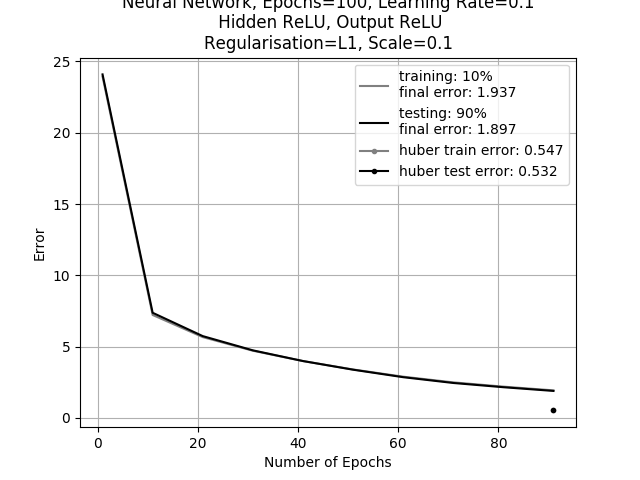 Neural Network, Epochs=100, Learning Rate=0.1
Hidden ReLU, Output ReLU
Regularisation=L1, Scale=0.1
training: 10%
final error: 1.937
testing: 90%
final error: 1.897
huber train error: 0.547
huber test error: 0.532
Error
25
20
15
10
5
0
0 20 40 60 80
Number of Epochs